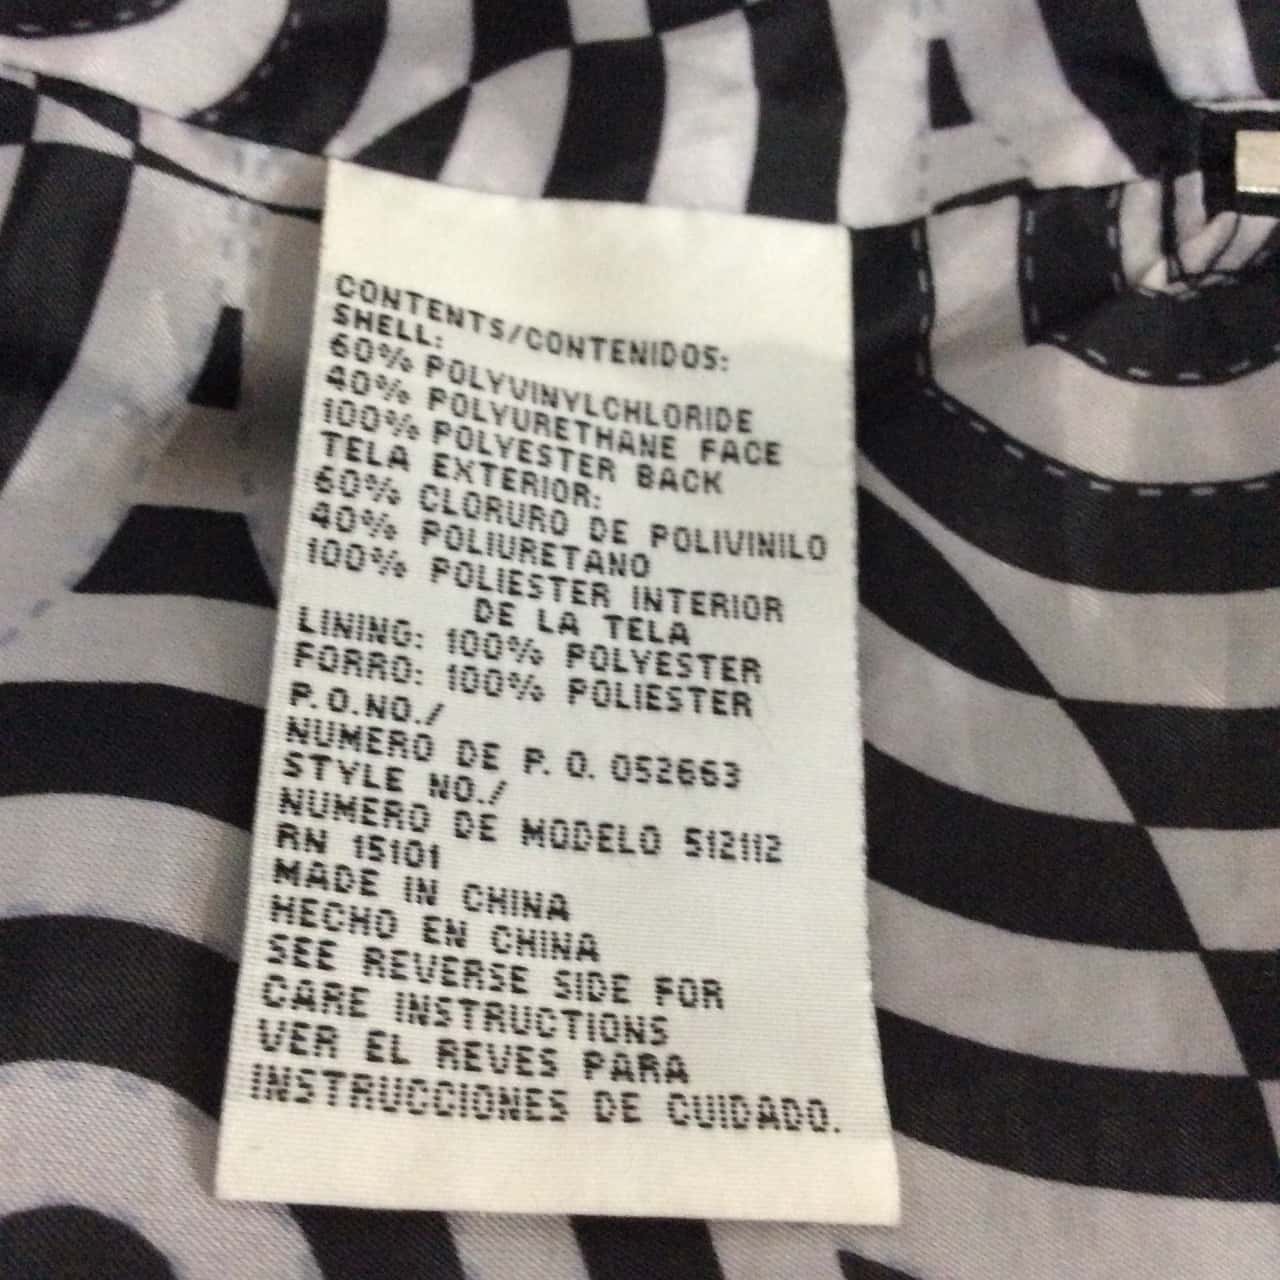 CONTENTS/CONTENIDOS:
SHELL:
60% POLYVINYLCHLORIDE
40% POLYURETHANE FACE
100% POLYESTER BACK
TELA EXTERIOR:
60% CLORURO DE POLIVINILO
40% POLIURETANO
100% POLIESTER INTERIOR
DE LA TELA
LINING: 100% POLYESTER
FORRO: 100% POLIESTER
P.O.NO./
NUMERO DE P.O. 052663
STYLE NO./
NUMERO DE MODELO 512112
RN 15101
MADE IN CHINA
HECHO EN CHINA
SEE REVERSE SIDE FOR
CARE INSTRUCTIONS
VER EL REVES PARA
INSTRUCCIONES DE CUIDADO.